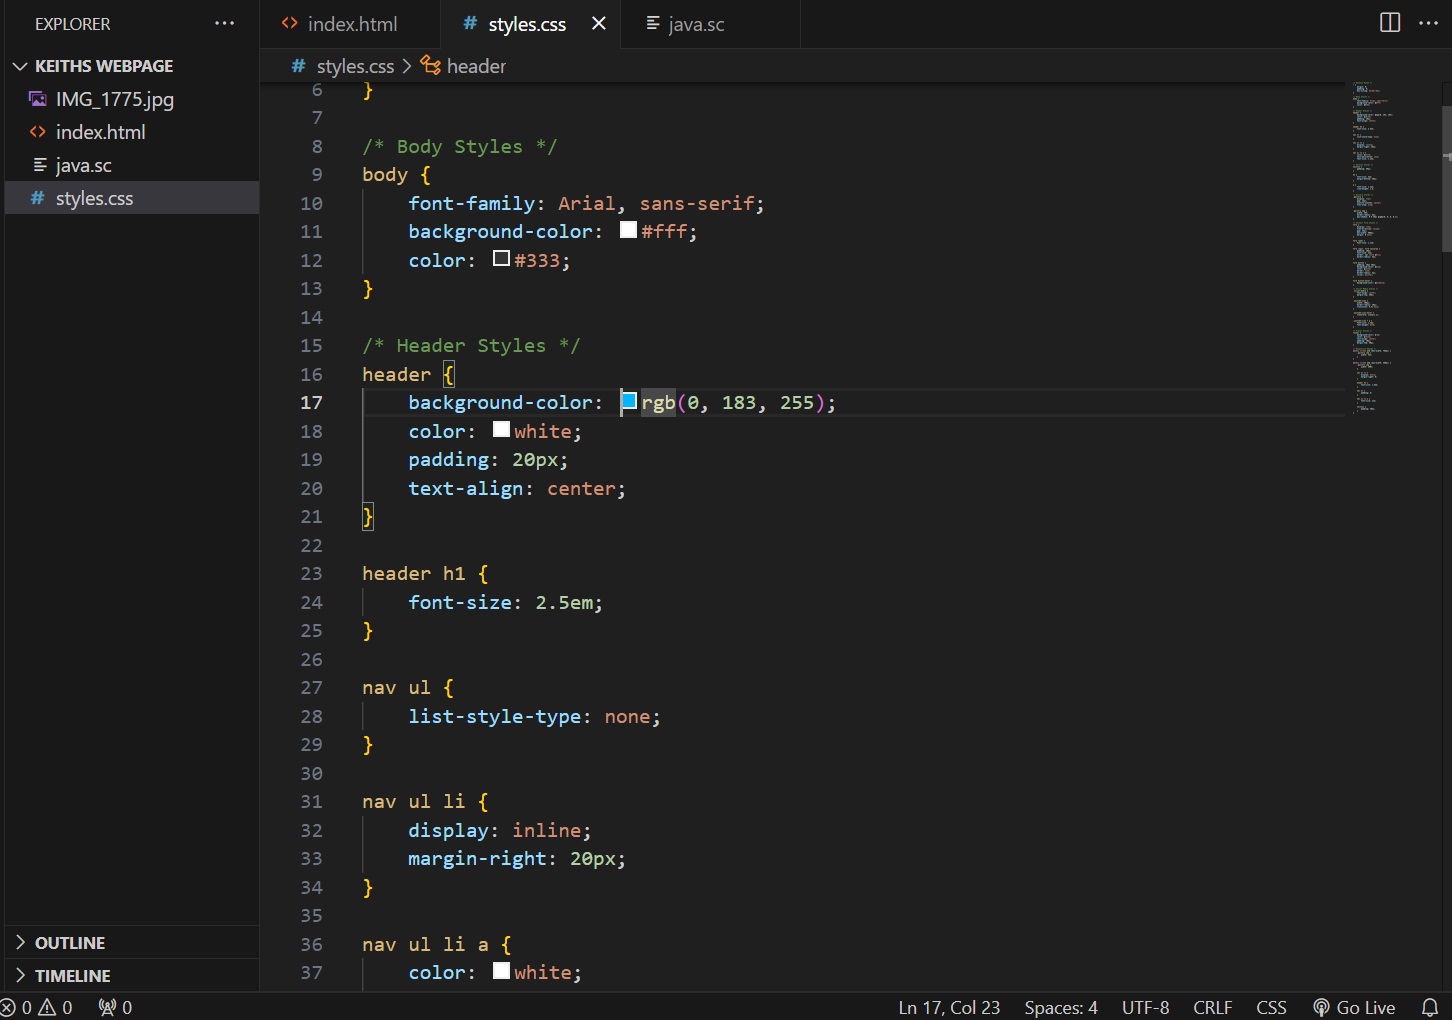 EXPLORER
KEITHS WEBPAGE
IMG_1775.jpg
index.html
java.sc
styles.css
OUTLINE
TIMELINE
index.html
styles.css
java.sc
styles.css > header
6 }
7
8 /* Body Styles */
9 body {
10 font-family: Arial, sans-serif;
11 background-color: #fff;
12 color: #333;
13 }
14
15 /* Header Styles */
16 header {
17 background-color: rgb(0, 183, 255);
18 color: white;
19 padding: 20px;
20 text-align: center;
21 }
22
23 header h1 {
24 font-size: 2.5em;
25 }
26
27 nav ul {
28 list-style-type: none;
29 }
30
31 nav ul li {
32 display: inline;
33 margin-right: 20px;
34 }
35
36 nav ul li a {
37 color: white;
0 0 0
Ln 17, Col 23 Spaces: 4 UTF-8 CRLF CSS Go Live